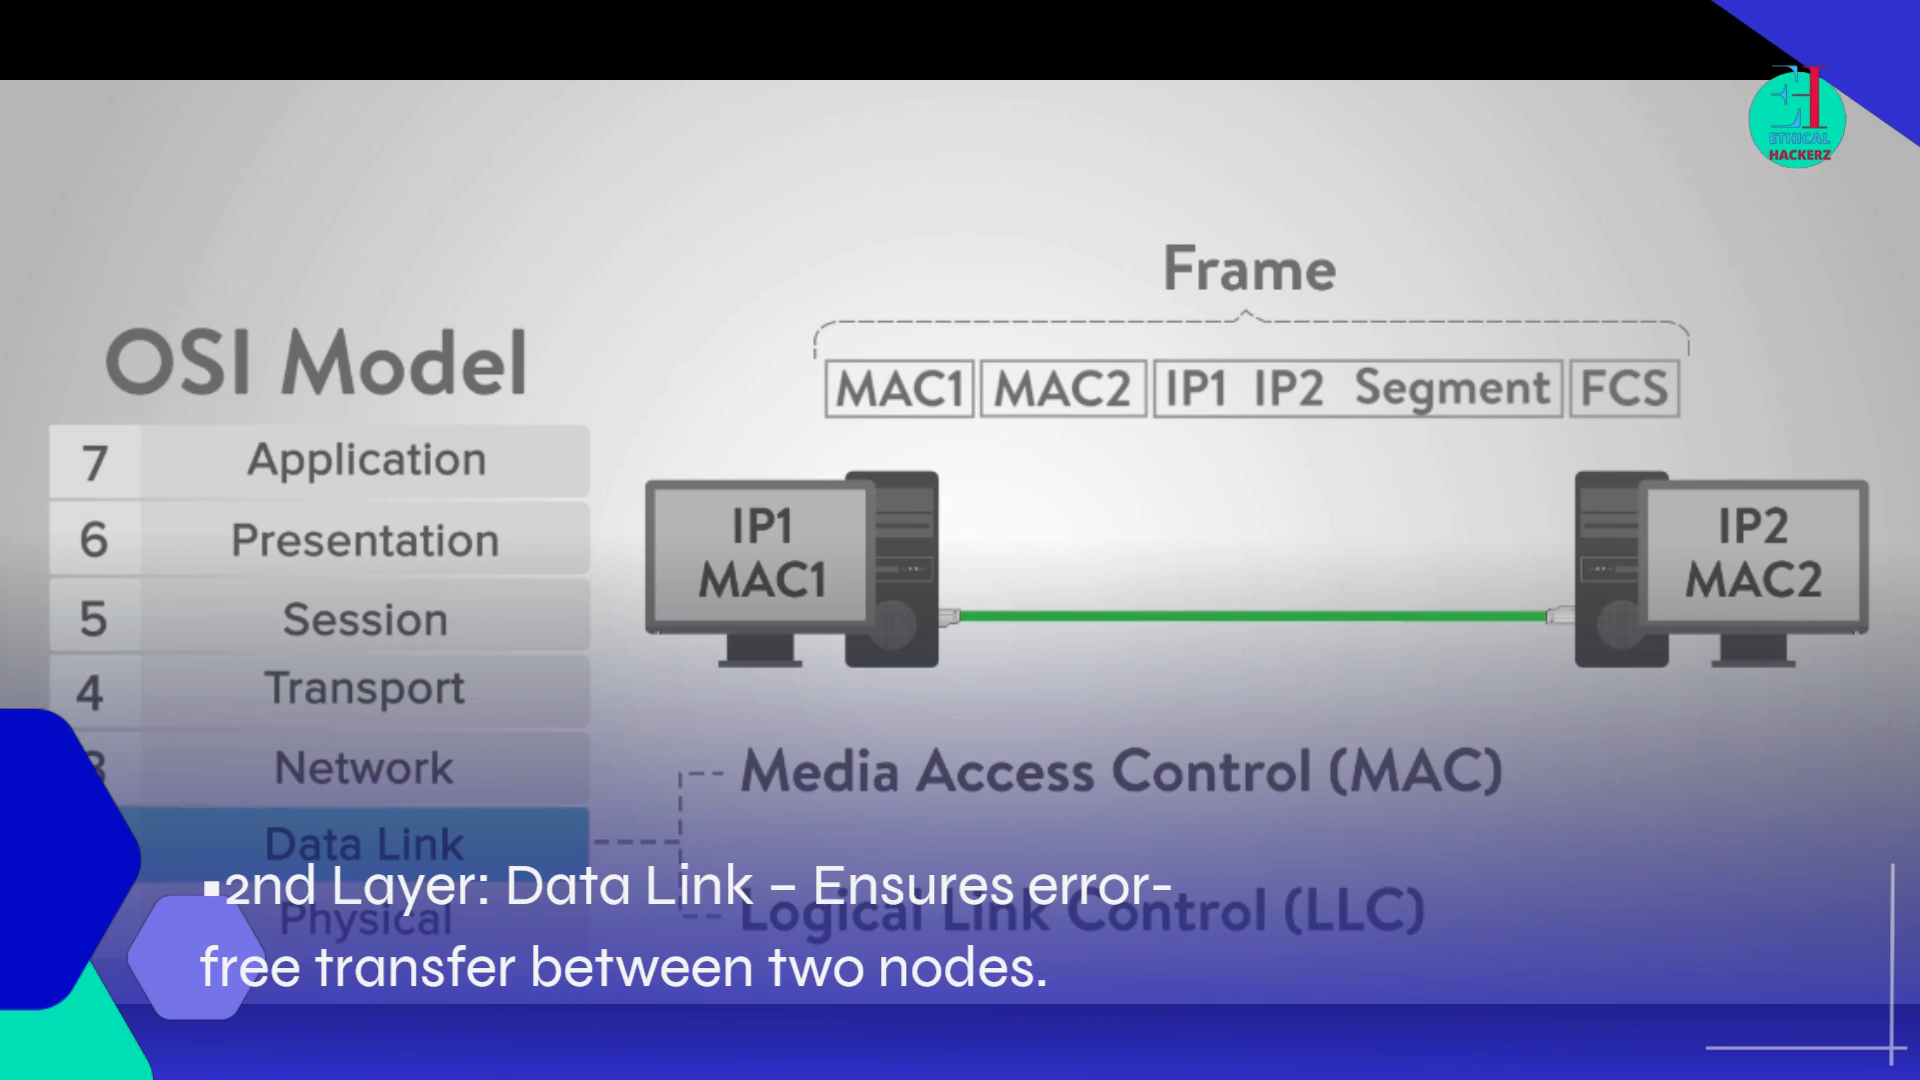 ETHICAL
HACKERZ
Frame
MAC1 MAC2 IP1 IP2 Segment FCS
OSI Model
7 Application
6 Presentation
5 Session
4 Transport
3 Network
Data Link
Physical
IP1
MAC1
IP2
MAC2
Media Access Control (MAC)
Logical Link Control (LLC)
▪2nd Layer: Data Link – Ensures error-
free transfer between two nodes.